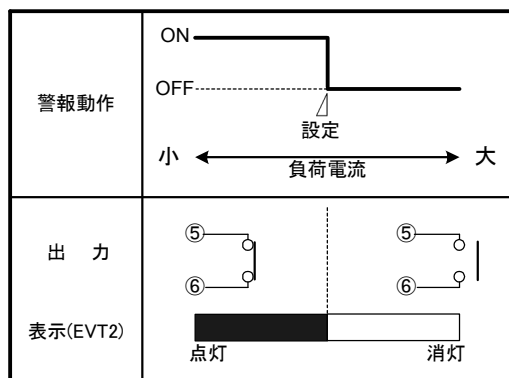 警報動作
ON
OFF
設定
小 大
負荷電流
出 力
⑤ ⑤
⑥ ⑥
表示(EVT2)
点灯 消灯